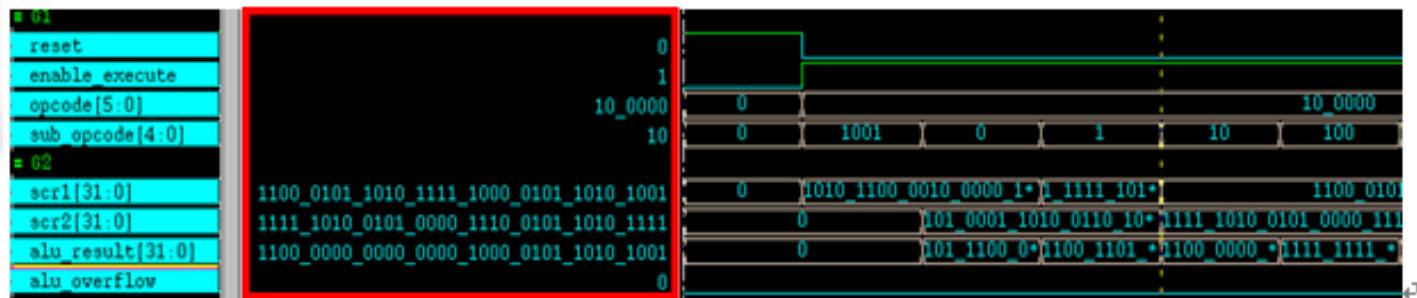 G1
reset 0
enable_execute 1
opcode[5:0] 10_0000 0 10_0000
sub_opcode[4:0] 10 0 1001 0 1 10 100
G2
scr1[31:0] 1100_0101_1010_1111_1000_0101_1010_1001 0 1010_1100_0010_0000_1* 1_1111_101* 1100_0101
scr2[31:0] 1111_1010_0101_0000_1110_0101_1010_1111 0 101_0001_1010_0110_10* 1111_1010_0101_0000_111
alu_result[31:0] 1100_0000_0000_0000_1000_0101_1010_1001 0 101_1100_0* 1100_1101_* 1100_0000_* 1111_1111_*
alu_overflow 0